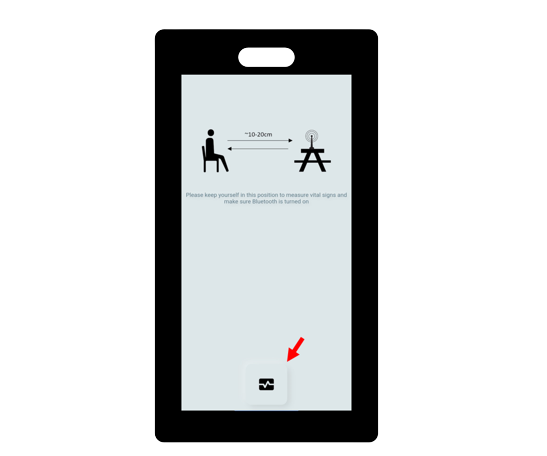 ~10-20cm
Please keep yourself in this position to measure vital signs and
make sure Bluetooth is turned on